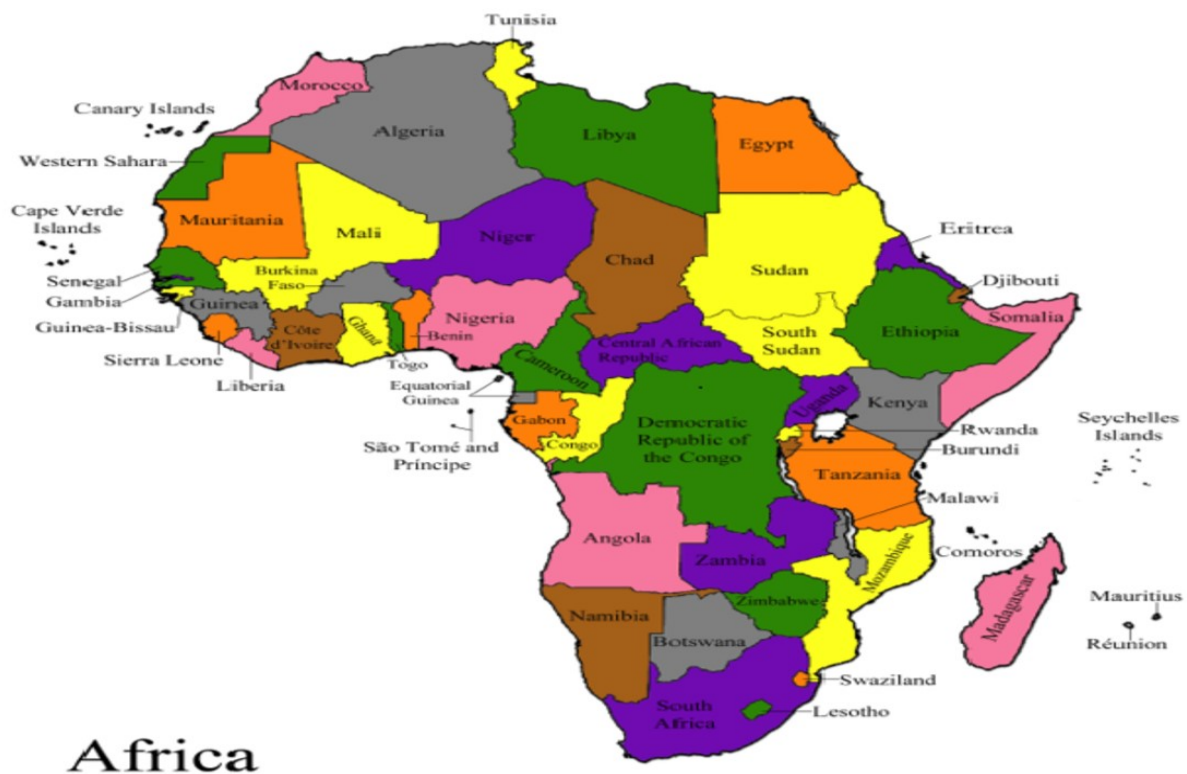 Tunisia
Morocco
Canary Islands
Algeria
Libya
Egypt
Western Sahara
Cape Verde
Islands
Mauritania
Mali
Niger
Chad
Sudan
Eritrea
Senegal
Gambia
Guinea-Bissau
Burkina
Faso
Guinea
Djibouti
Somalia
Nigeria
Ethiopia
South
Sudan
Côte
d'Ivoire
Ghana
Benin
Togo
Sierra Leone
Liberia
Central African
Republic
Cameroon
Equatorial
Guinea
Gabon
Congo
São Tomé and
Príncipe
Democratic
Republic of
the Congo
Uganda
Kenya
Rwanda
Burundi
Seychelles
Islands
Tanzania
Malawi
Comoros
Angola
Zambia
Mozambique
Madagascar
Mauritius
Réunion
Namibia
Zimbabwe
Botswana
Swaziland
Lesotho
South
Africa
Africa